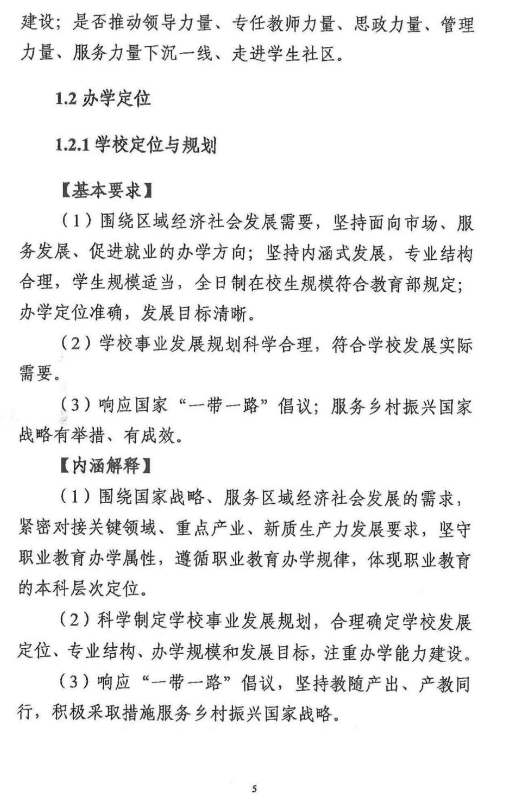 建设；是否推动领导力量、专任教师力量、思政力量、管理
力量、服务力量下沉一线、走进学生社区。
1.2 办学定位
1.2.1 学校定位与规划
【基本要求】
（1）围绕区域经济社会发展需要，坚持面向市场、服
务发展、促进就业的办学方向；坚持内涵式发展，专业结构
合理，学生规模适当，全日制在校生规模符合教育部规定；
办学定位准确，发展目标清晰。
（2）学校事业发展规划科学合理，符合学校发展实际
需要。
（3）响应国家“一带一路”倡议；服务乡村振兴国家
战略有举措、有成效。
【内涵解释】
（1）围绕国家战略、服务区域经济社会发展的需求，
紧密对接关键领域、重点产业、新质生产力发展要求，坚守
职业教育办学属性，遵循职业教育办学规律，体现职业教育
的本科层次定位。
（2）科学制定学校事业发展规划，合理确定学校发展
定位、专业结构、办学规模和发展目标，注重办学能力建设。
（3）响应“一带一路”倡议，坚持教随产出、产教同
行，积极采取措施服务乡村振兴国家战略。
5